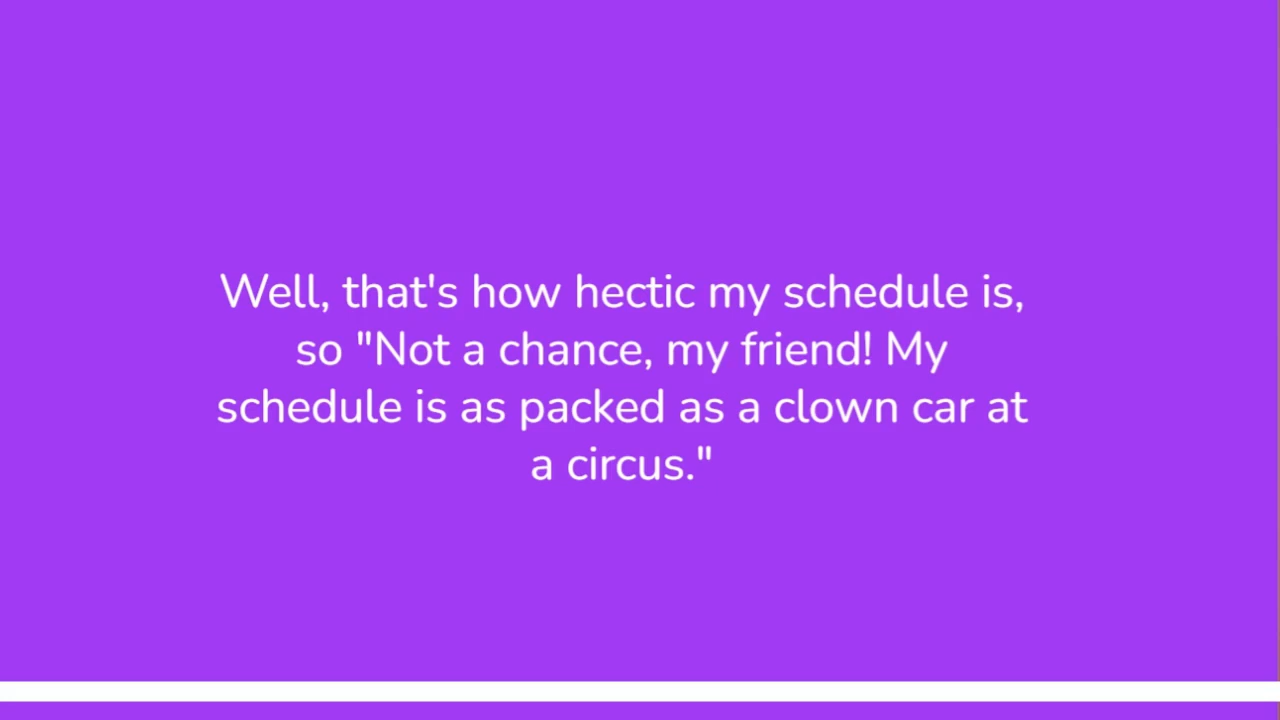 Well, that's how hectic my schedule is,
so "Not a chance, my friend! My
schedule is as packed as a clown car at
a circus."